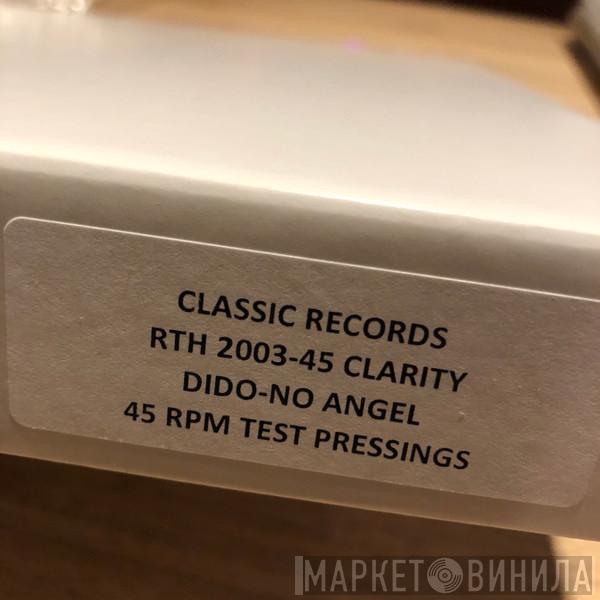 CLASSIC RECORDS
RTH 2003-45 CLARITY
DIDO-NO ANGEL
45 RPM TEST PRESSINGS
МАРКЕТ ВИНИЛА